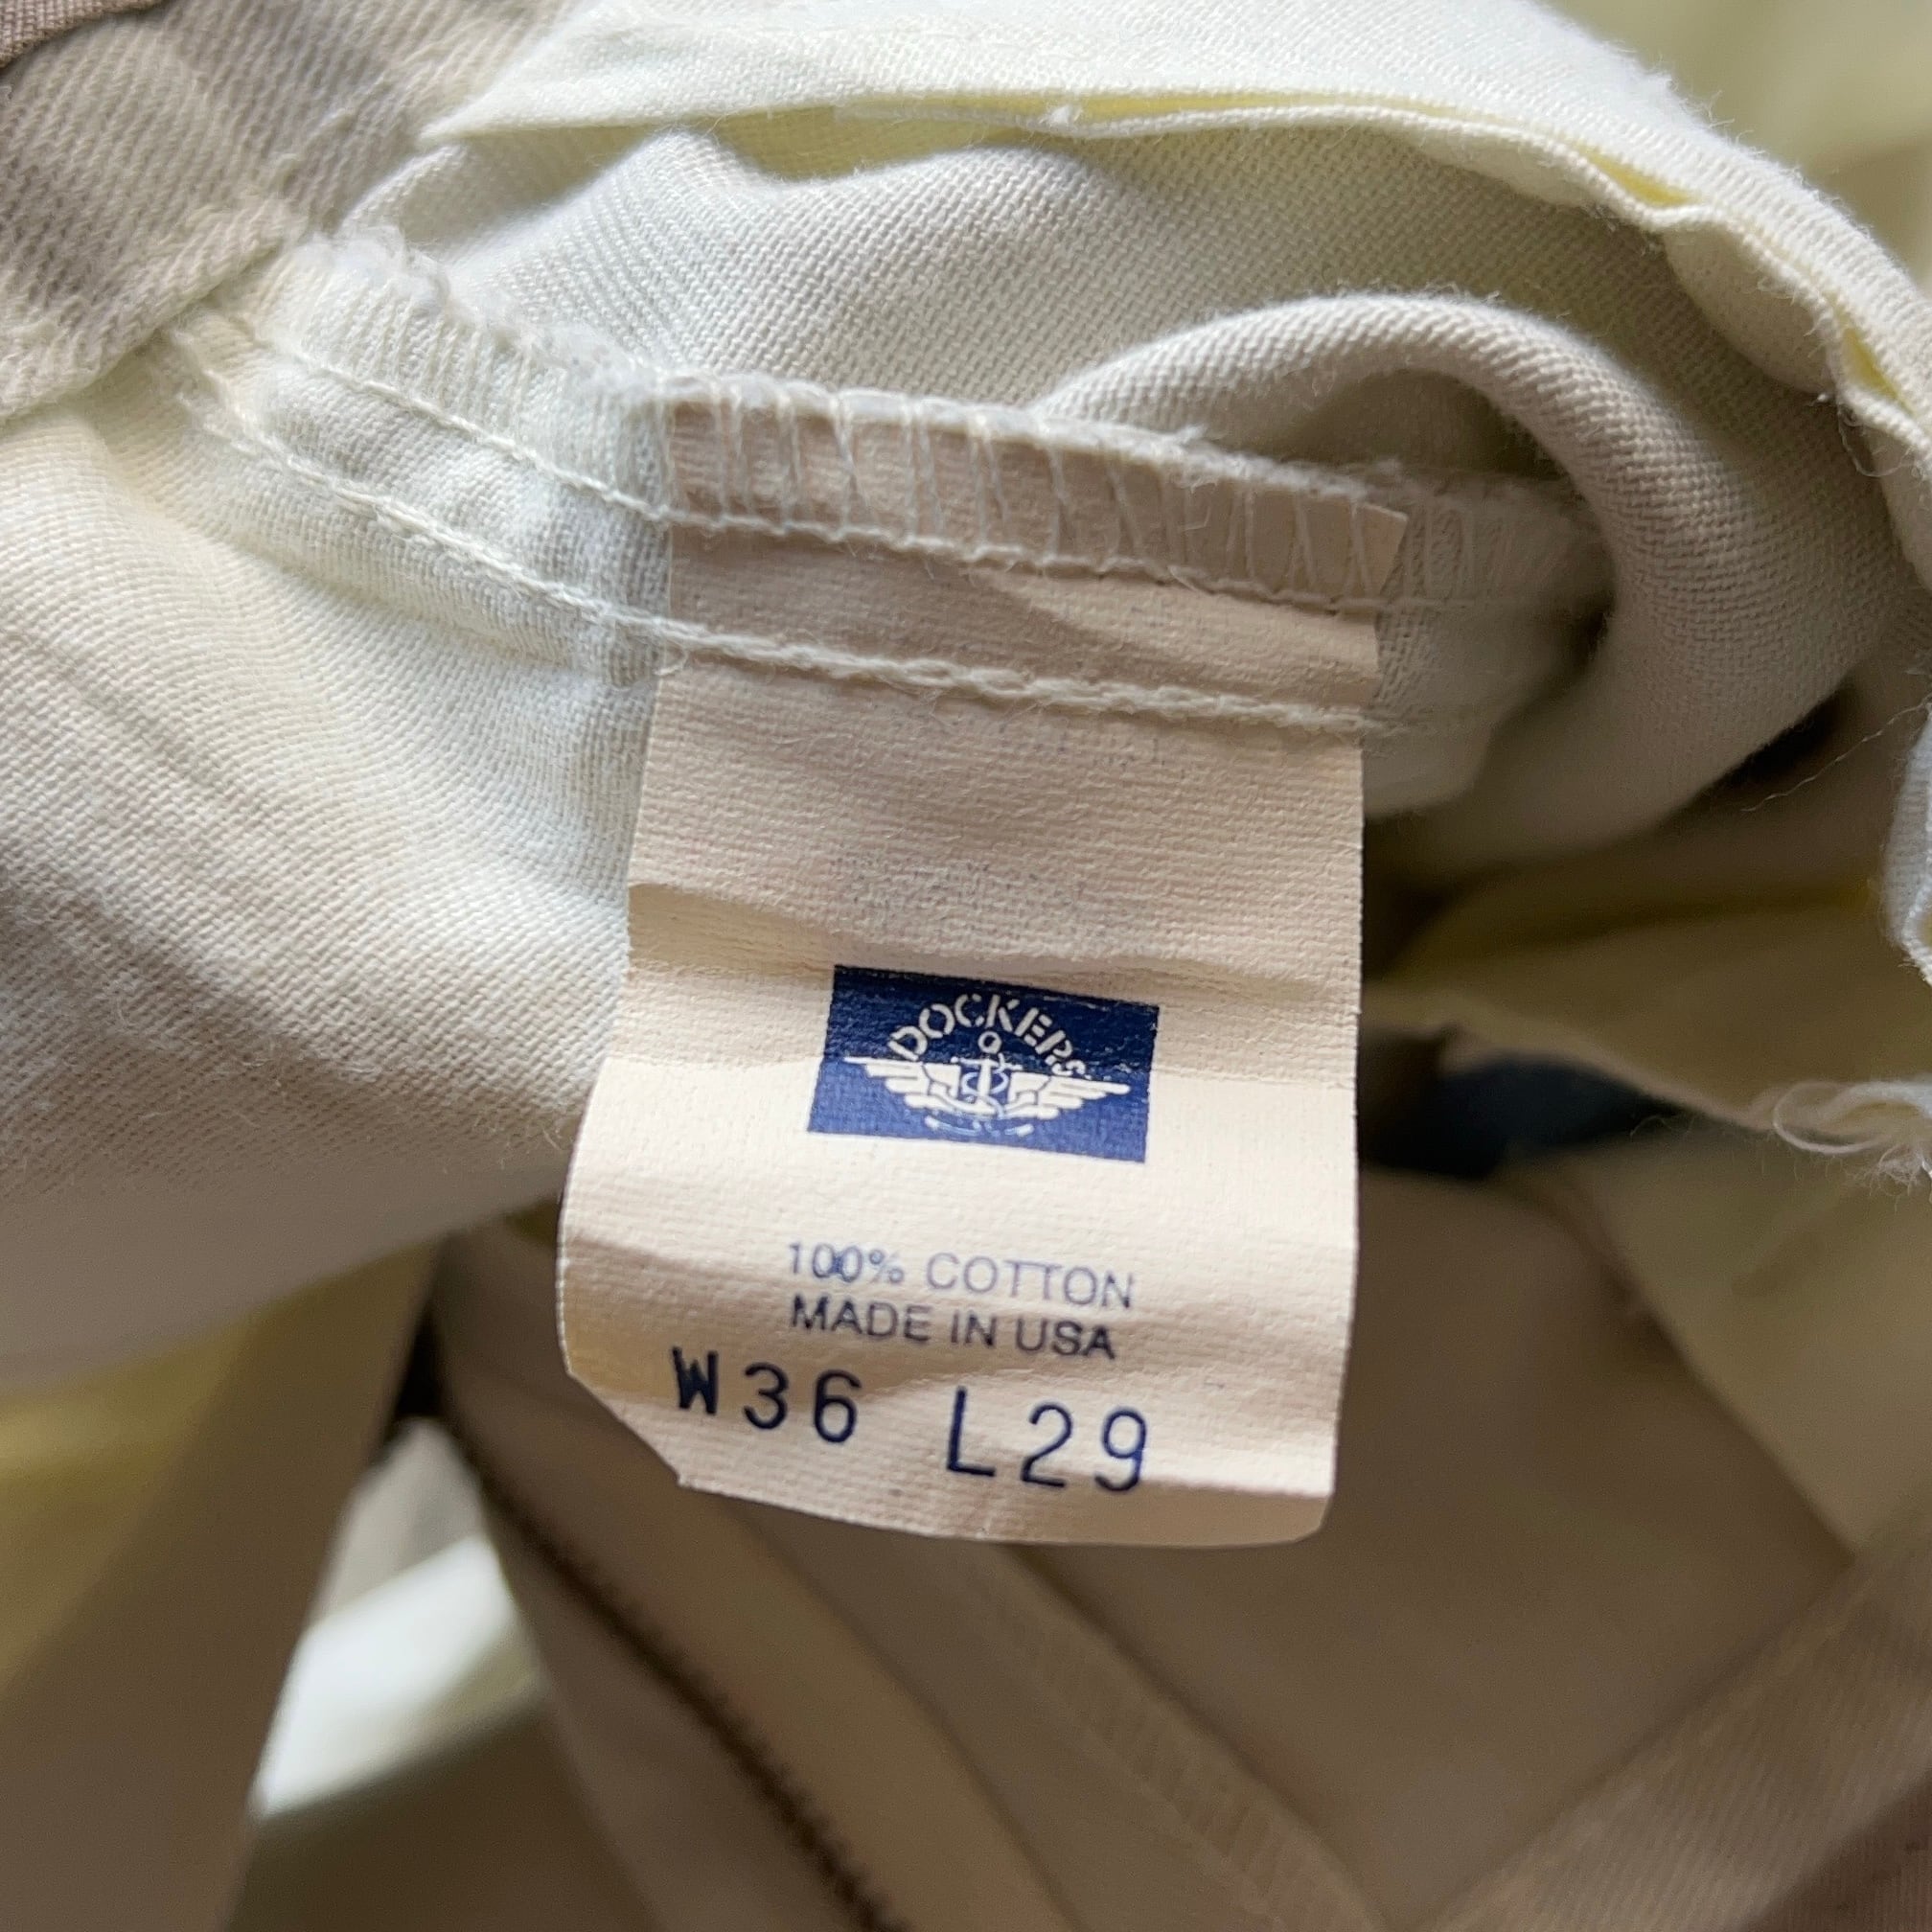 DOCKERS
100% COTTON
MADE IN USA
W36 L29